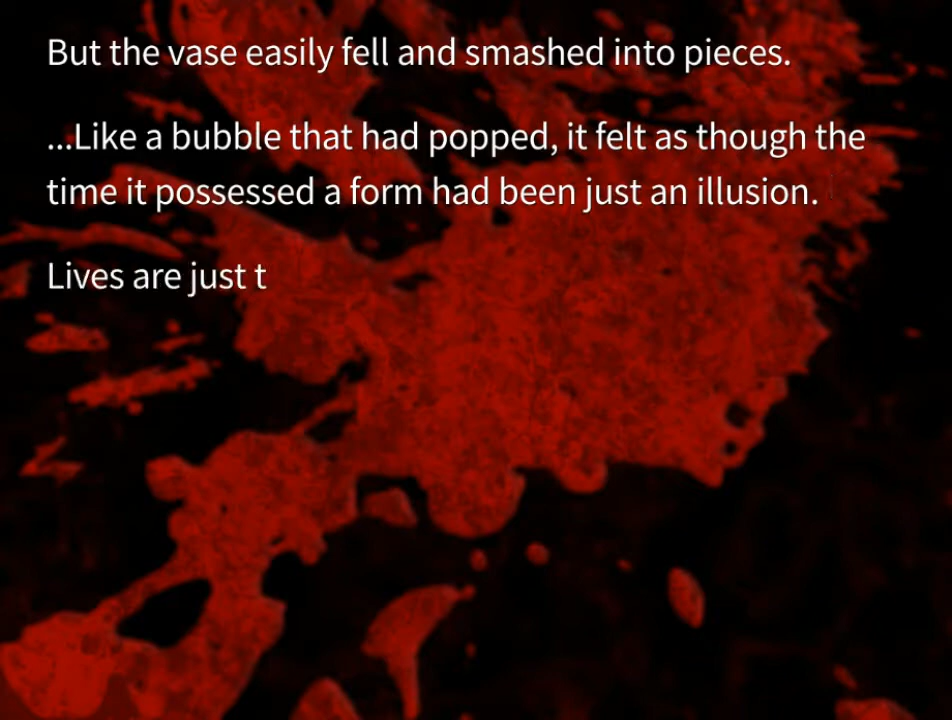 But the vase easily fell and smashed into pieces.
...Like a bubble that had popped, it felt as though the
time it possessed a form had been just an illusion.
Lives are just t